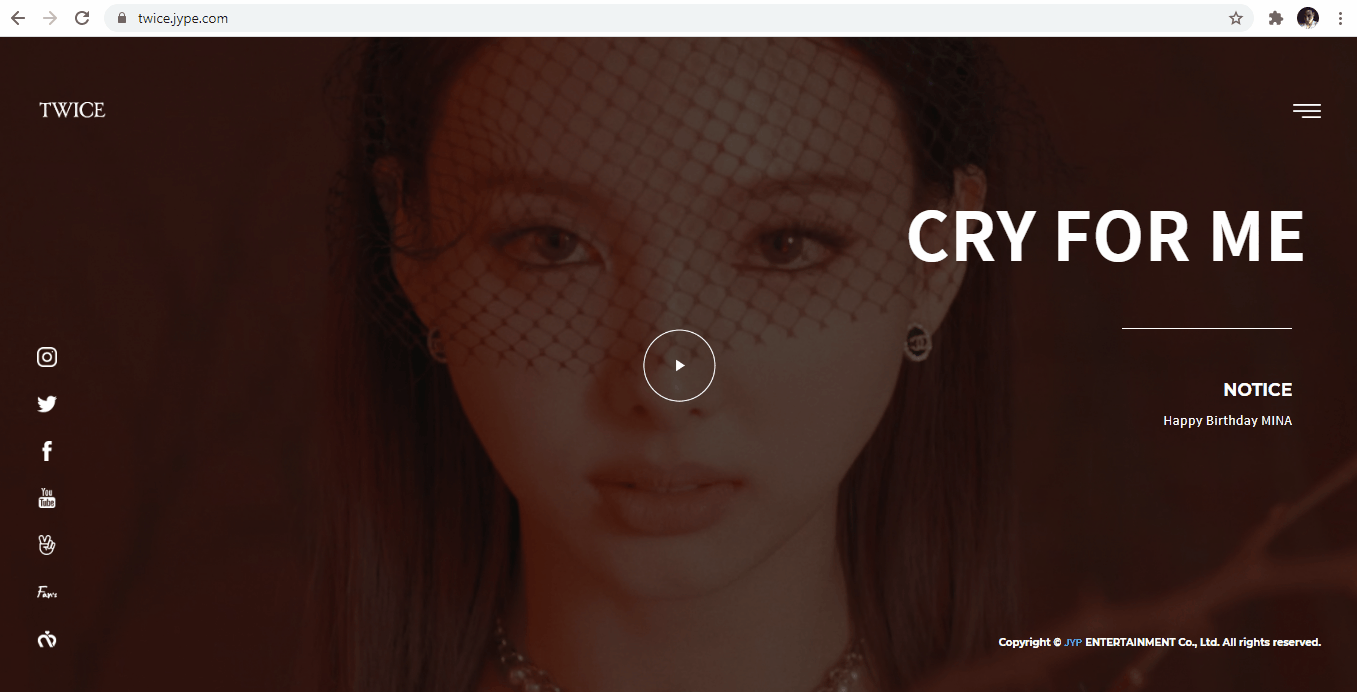 twice.jype.com
TWICE
CRY FOR ME
NOTICE
Happy Birthday MINA
You
Tube
Fan's
Copyright © JYP ENTERTAINMENT Co., Ltd. All rights reserved.